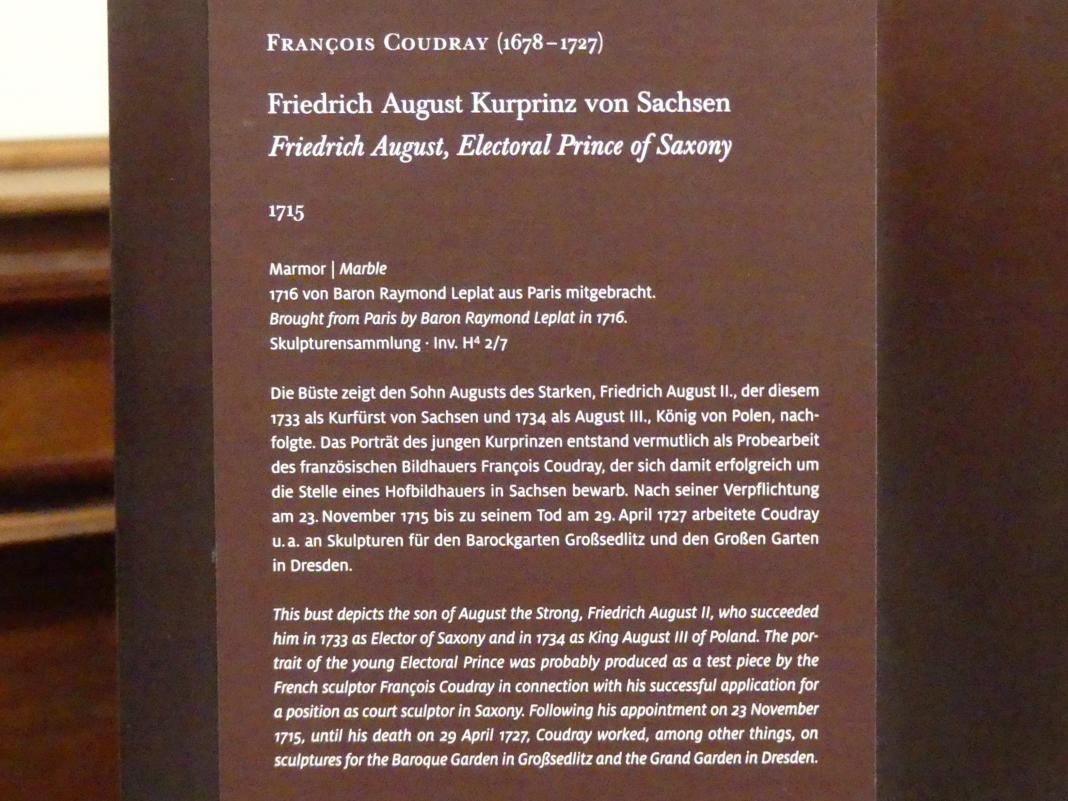 François Coudray (1678–1727)
Friedrich August Kurprinz von Sachsen
Friedrich August, Electoral Prince of Saxony
1715
Marmor | Marble
1716 von Baron Raymond Leplat aus Paris mitgebracht.
Brought from Paris by Baron Raymond Leplat in 1716.
Skulpturensammlung · Inv. H⁴ 2/7
Die Büste zeigt den Sohn Augusts des Starken, Friedrich August II., der diesem
1733 als Kurfürst von Sachsen und 1734 als August III., König von Polen, nach-
folgte. Das Porträt des jungen Kurprinzen entstand vermutlich als Probearbeit
des französischen Bildhauers François Coudray, der sich damit erfolgreich um
die Stelle eines Hofbildhauers in Sachsen bewarb. Nach seiner Verpflichtung
am 23. November 1715 bis zu seinem Tod am 29. April 1727 arbeitete Coudray
u. a. an Skulpturen für den Barockgarten Großsedlitz und den Großen Garten
in Dresden.
This bust depicts the son of August the Strong, Friedrich August II, who succeeded
him in 1733 as Elector of Saxony and in 1734 as King August III of Poland. The por-
trait of the young Electoral Prince was probably produced as a test piece by the
French sculptor François Coudray in connection with his successful application for
a position as court sculptor in Saxony. Following his appointment on 23 November
1715, until his death on 29 April 1727, Coudray worked, among other things, on
sculptures for the Baroque Garden in Großsedlitz and the Grand Garden in Dresden.